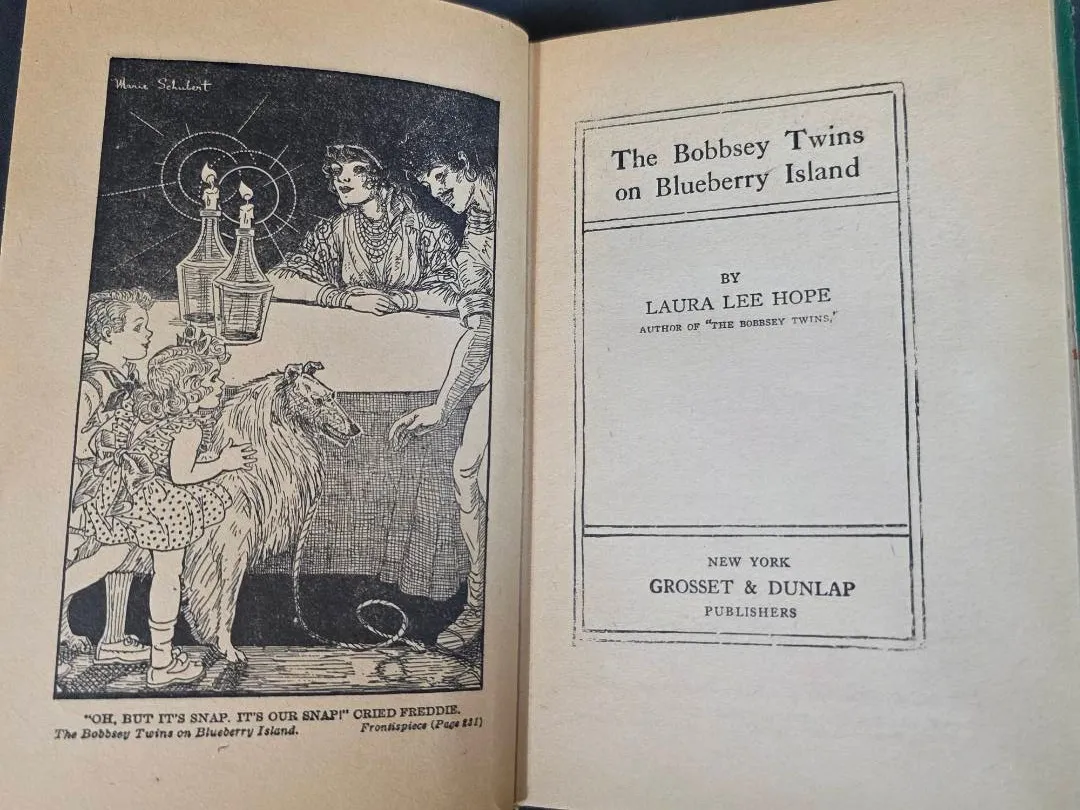 Marie Schubert
"OH, BUT IT'S SNAP. IT'S OUR SNAP!" CRIED FREDDIE.
The Bobbsey Twins on Blueberry Island. Frontispiece (Page 231)
The Bobbsey Twins
on Blueberry Island
BY
LAURA LEE HOPE
AUTHOR OF "THE BOBBSEY TWINS,"
NEW YORK
GROSSET & DUNLAP
PUBLISHERS